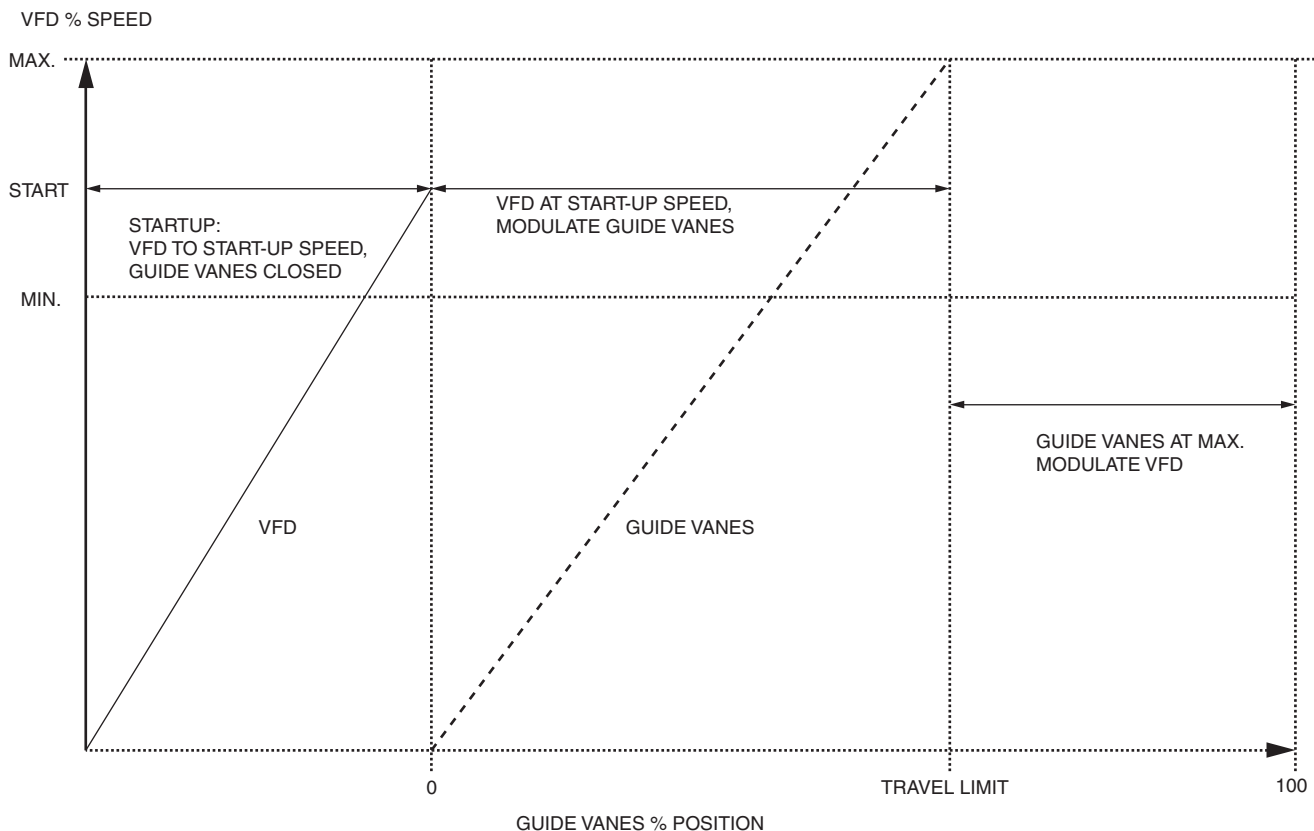 VFD % SPEED
MAX.
START
STARTUP:
VFD TO START-UP SPEED,
GUIDE VANES CLOSED
VFD AT START-UP SPEED,
MODULATE GUIDE VANES
MIN.
GUIDE VANES AT MAX.
MODULATE VFD
VFD
GUIDE VANES
0
TRAVEL LIMIT
100
GUIDE VANES % POSITION